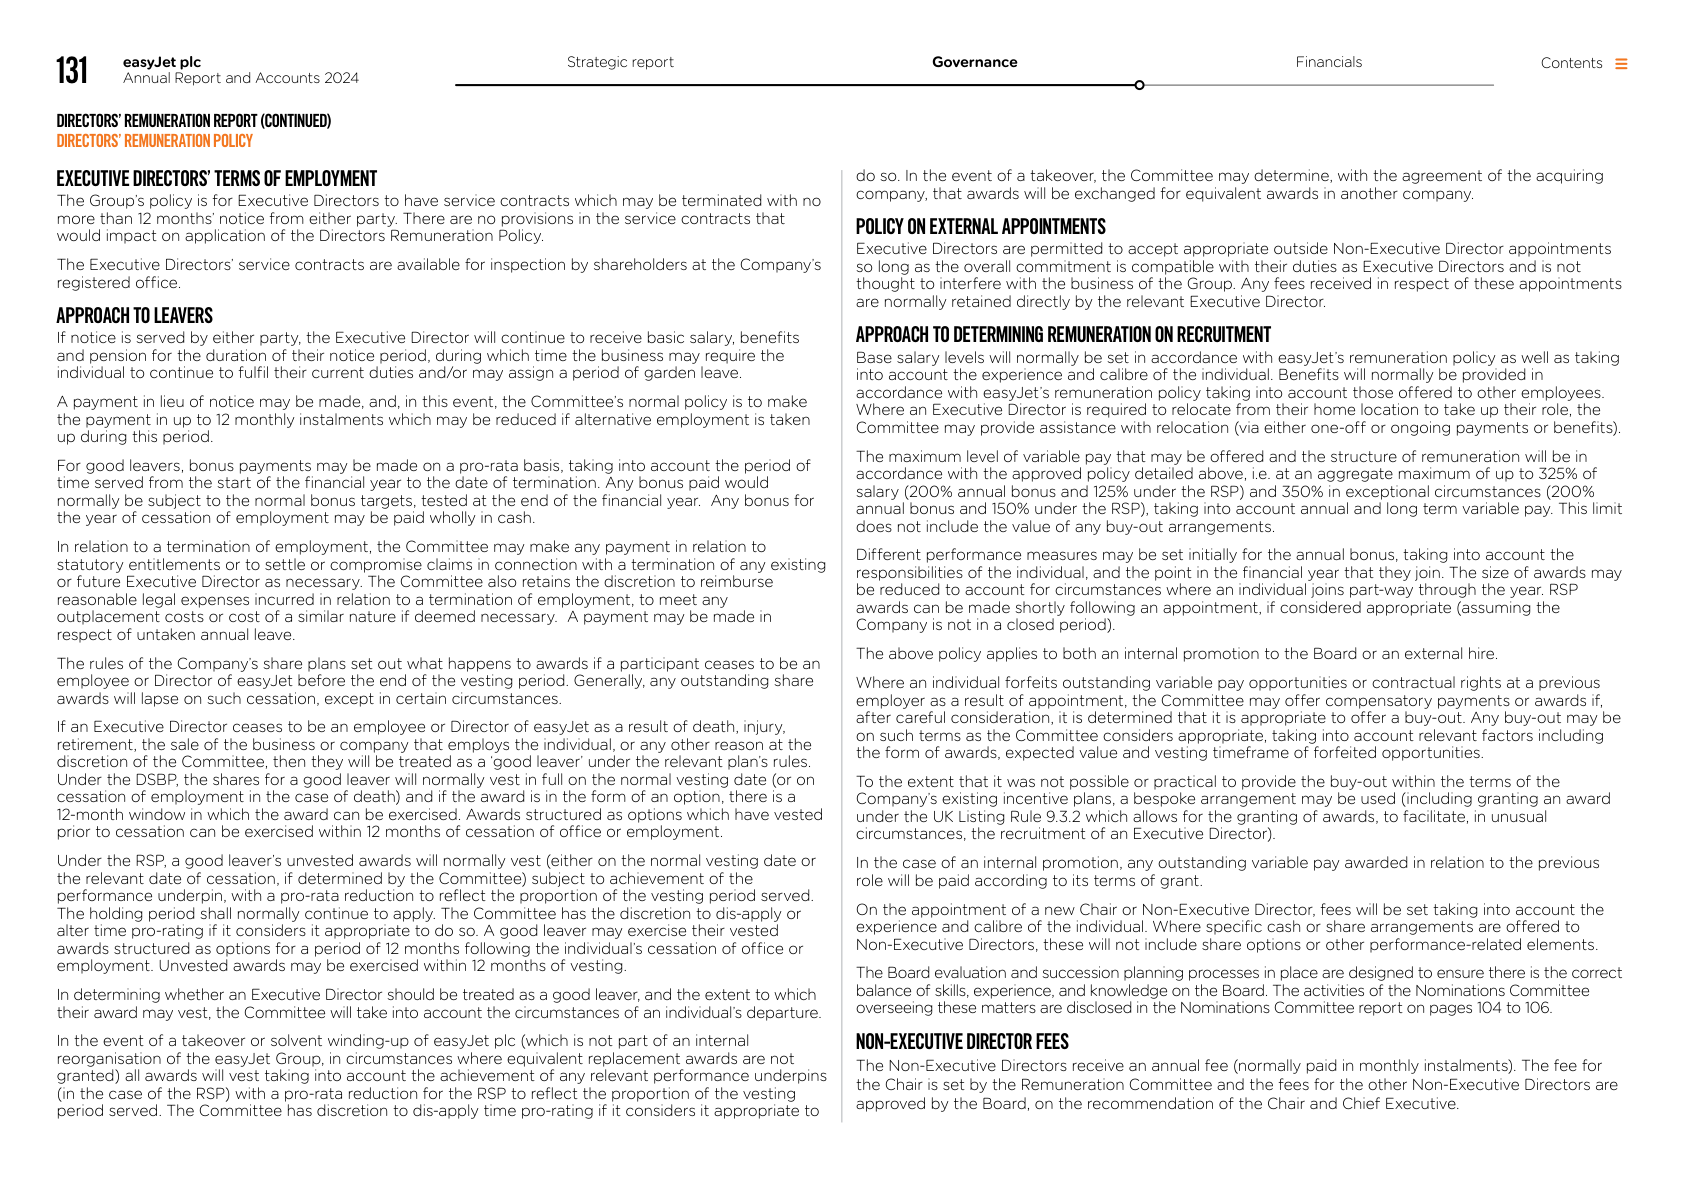 131
easyJet plc
Annual Report and Accounts 2024
Strategic report
Governance
Financials
Contents
DIRECTORS' REMUNERATION REPORT (CONTINUED)
DIRECTORS' REMUNERATION POLICY
EXECUTIVE DIRECTORS' TERMS OF EMPLOYMENT
The Group's policy is for Executive Directors to have service contracts which may be terminated with no
more than 12 months' notice from either party. There are no provisions in the service contracts that
would impact on application of the Directors Remuneration Policy.
The Executive Directors' service contracts are available for inspection by shareholders at the Company's
registered office.
APPROACH TO LEAVERS
If notice is served by either party, the Executive Director will continue to receive basic salary, benefits
and pension for the duration of their notice period, during which time the business may require the
individual to continue to fulfil their current duties and/or may assign a period of garden leave.
A payment in lieu of notice may be made, and, in this event, the Committee's normal policy is to make
the payment in up to 12 monthly instalments which may be reduced if alternative employment is taken
up during this period.
For good leavers, bonus payments may be made on a pro-rata basis, taking into account the period of
time served from the start of the financial year to the date of termination. Any bonus paid would
normally be subject to the normal bonus targets, tested at the end of the financial year.  Any bonus for
the year of cessation of employment may be paid wholly in cash.
In relation to a termination of employment, the Committee may make any payment in relation to
statutory entitlements or to settle or compromise claims in connection with a termination of any existing
or future Executive Director as necessary. The Committee also retains the discretion to reimburse
reasonable legal expenses incurred in relation to a termination of employment, to meet any
outplacement costs or cost of a similar nature if deemed necessary.  A payment may be made in
respect of untaken annual leave.
The rules of the Company's share plans set out what happens to awards if a participant ceases to be an
employee or Director of easyJet before the end of the vesting period. Generally, any outstanding share
awards will lapse on such cessation, except in certain circumstances.
If an Executive Director ceases to be an employee or Director of easyJet as a result of death, injury,
retirement, the sale of the business or company that employs the individual, or any other reason at the
discretion of the Committee, then they will be treated as a 'good leaver' under the relevant plan's rules.
Under the DSBP, the shares for a good leaver will normally vest in full on the normal vesting date (or on
cessation of employment in the case of death) and if the award is in the form of an option, there is a
12-month window in which the award can be exercised. Awards structured as options which have vested
prior to cessation can be exercised within 12 months of cessation of office or employment.
Under the RSP, a good leaver's unvested awards will normally vest (either on the normal vesting date or
the relevant date of cessation, if determined by the Committee) subject to achievement of the
performance underpin, with a pro-rata reduction to reflect the proportion of the vesting period served.
The holding period shall normally continue to apply. The Committee has the discretion to dis-apply or
alter time pro-rating if it considers it appropriate to do so. A good leaver may exercise their vested
awards structured as options for a period of 12 months following the individual's cessation of office or
employment. Unvested awards may be exercised within 12 months of vesting.
In determining whether an Executive Director should be treated as a good leaver, and the extent to which
their award may vest, the Committee will take into account the circumstances of an individual's departure.
In the event of a takeover or solvent winding-up of easyJet plc (which is not part of an internal
reorganisation of the easyJet Group, in circumstances where equivalent replacement awards are not
granted) all awards will vest taking into account the achievement of any relevant performance underpins
(in the case of the RSP) with a pro-rata reduction for the RSP to reflect the proportion of the vesting
period served. The Committee has discretion to dis-apply time pro-rating if it considers it appropriate to
do so. In the event of a takeover, the Committee may determine, with the agreement of the acquiring
company, that awards will be exchanged for equivalent awards in another company.
POLICY ON EXTERNAL APPOINTMENTS
Executive Directors are permitted to accept appropriate outside Non-Executive Director appointments
so long as the overall commitment is compatible with their duties as Executive Directors and is not
thought to interfere with the business of the Group. Any fees received in respect of these appointments
are normally retained directly by the relevant Executive Director.
APPROACH TO DETERMINING REMUNERATION ON RECRUITMENT
Base salary levels will normally be set in accordance with easyJet's remuneration policy as well as taking
into account the experience and calibre of the individual. Benefits will normally be provided in
accordance with easyJet's remuneration policy taking into account those offered to other employees.
Where an Executive Director is required to relocate from their home location to take up their role, the
Committee may provide assistance with relocation (via either one-off or ongoing payments or benefits).
The maximum level of variable pay that may be offered and the structure of remuneration will be in
accordance with the approved policy detailed above, i.e. at an aggregate maximum of up to 325% of
salary (200% annual bonus and 125% under the RSP) and 350% in exceptional circumstances (200%
annual bonus and 150% under the RSP), taking into account annual and long term variable pay. This limit
does not include the value of any buy-out arrangements.
Different performance measures may be set initially for the annual bonus, taking into account the
responsibilities of the individual, and the point in the financial year that they join. The size of awards may
be reduced to account for circumstances where an individual joins part-way through the year. RSP
awards can be made shortly following an appointment, if considered appropriate (assuming the
Company is not in a closed period).
The above policy applies to both an internal promotion to the Board or an external hire.
Where an individual forfeits outstanding variable pay opportunities or contractual rights at a previous
employer as a result of appointment, the Committee may offer compensatory payments or awards if,
after careful consideration, it is determined that it is appropriate to offer a buy-out. Any buy-out may be
on such terms as the Committee considers appropriate, taking into account relevant factors including
the form of awards, expected value and vesting timeframe of forfeited opportunities.
To the extent that it was not possible or practical to provide the buy-out within the terms of the
Company's existing incentive plans, a bespoke arrangement may be used (including granting an award
under the UK Listing Rule 9.3.2 which allows for the granting of awards, to facilitate, in unusual
circumstances, the recruitment of an Executive Director).
In the case of an internal promotion, any outstanding variable pay awarded in relation to the previous
role will be paid according to its terms of grant.
On the appointment of a new Chair or Non-Executive Director, fees will be set taking into account the
experience and calibre of the individual. Where specific cash or share arrangements are offered to
Non-Executive Directors, these will not include share options or other performance-related elements.
The Board evaluation and succession planning processes in place are designed to ensure there is the correct
balance of skills, experience, and knowledge on the Board. The activities of the Nominations Committee
overseeing these matters are disclosed in the Nominations Committee report on pages 104 to 106.
NON-EXECUTIVE DIRECTOR FEES
The Non-Executive Directors receive an annual fee (normally paid in monthly instalments). The fee for
the Chair is set by the Remuneration Committee and the fees for the other Non-Executive Directors are
approved by the Board, on the recommendation of the Chair and Chief Executive.